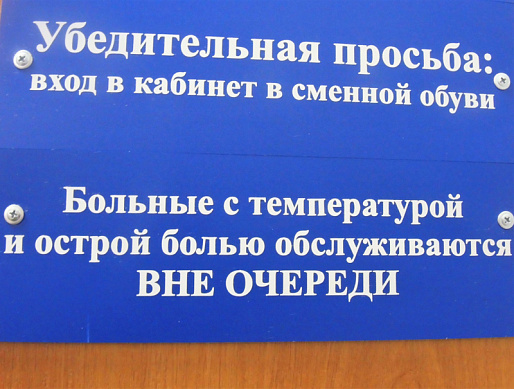 Убедительная просьба:
вход в кабинет в сменной обуви
Больные с температурой
и острой болью обслуживаются
ВНЕ ОЧЕРЕДИ